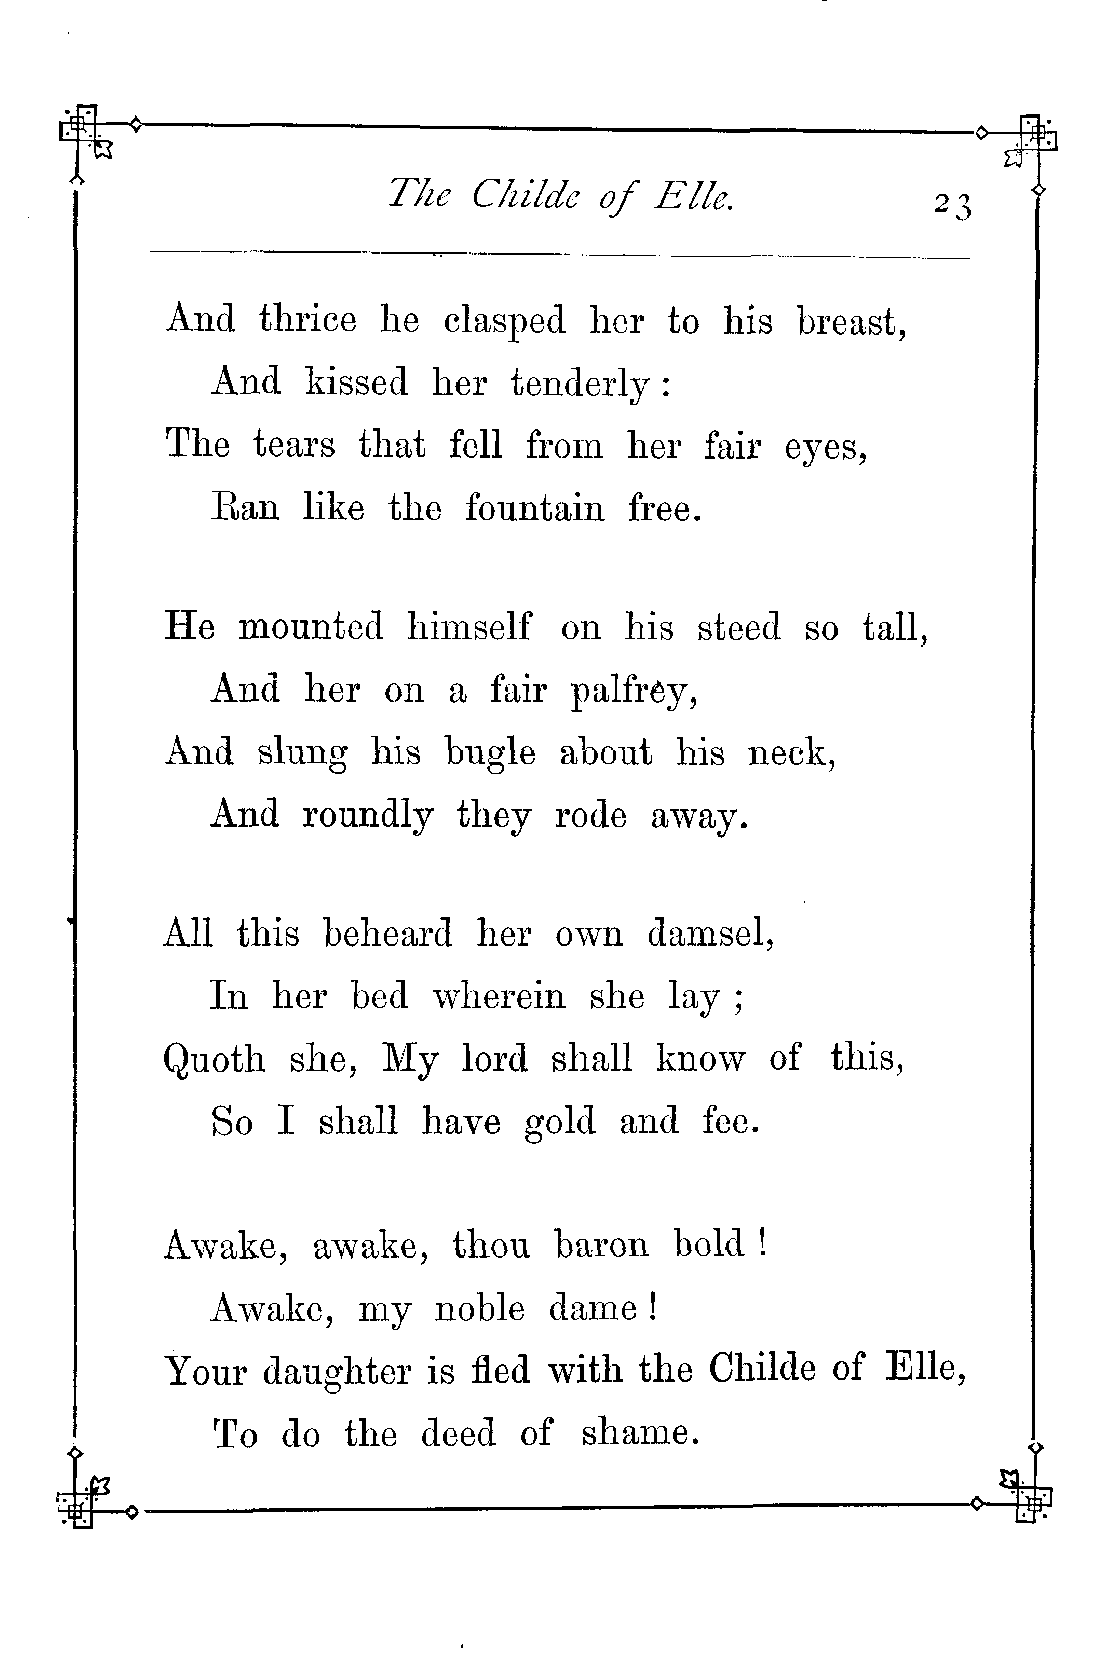 The Childe of Elle. 23
And thrice he clasped her to his breast,
And kissed her tenderly :
The tears that fell from her fair eyes,
Ran like the fountain free.
He mounted himself on his steed so tall,
And her on a fair palfrèy,
And slung his bugle about his neck,
And roundly they rode away.
All this beheard her own damsel,
In her bed wherein she lay ;
Quoth she, My lord shall know of this,
So I shall have gold and fee.
Awake, awake, thou baron bold !
Awake, my noble dame !
Your daughter is fled with the Childe of Elle,
To do the deed of shame.